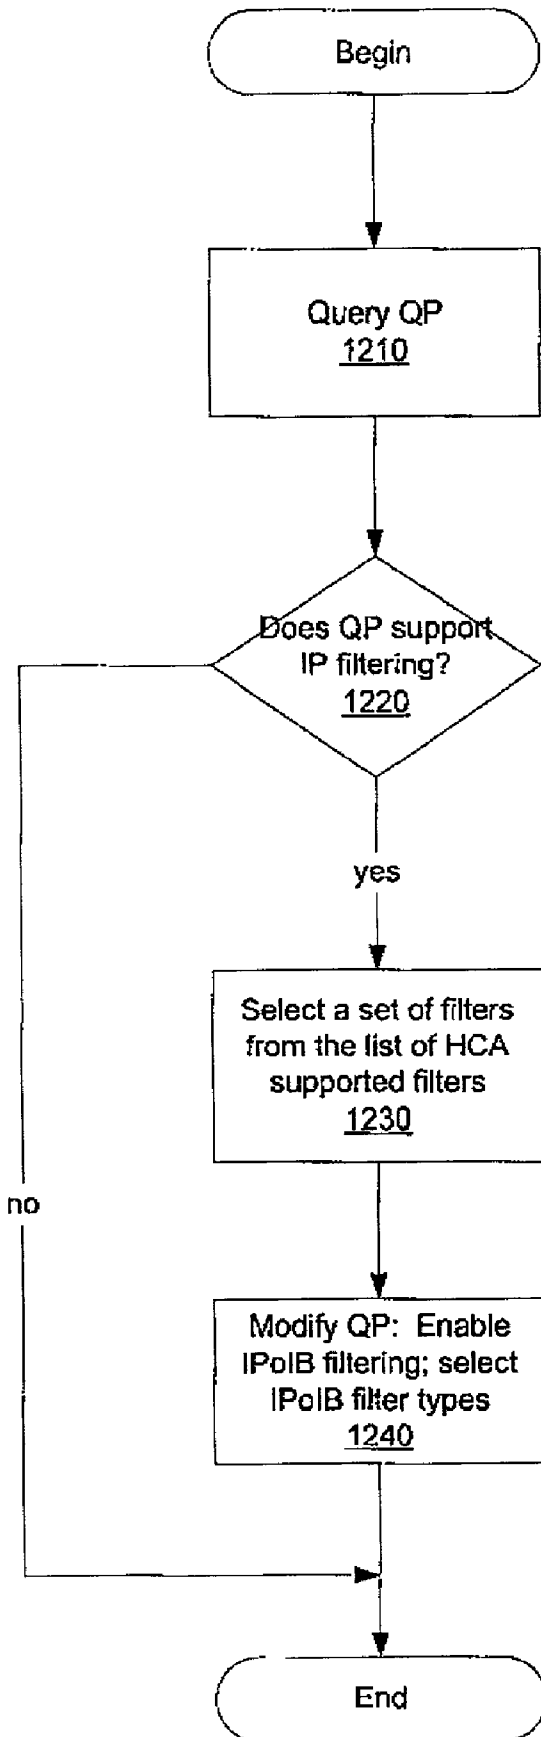 Begin
Query QP
1210
Does QP support
IP filtering?
1220
yes
Select a set of filters
from the list of HCA
supported filters
1230
no
Modify QP: Enable
IPoIB filtering; select
IPoIB filter types
1240
End